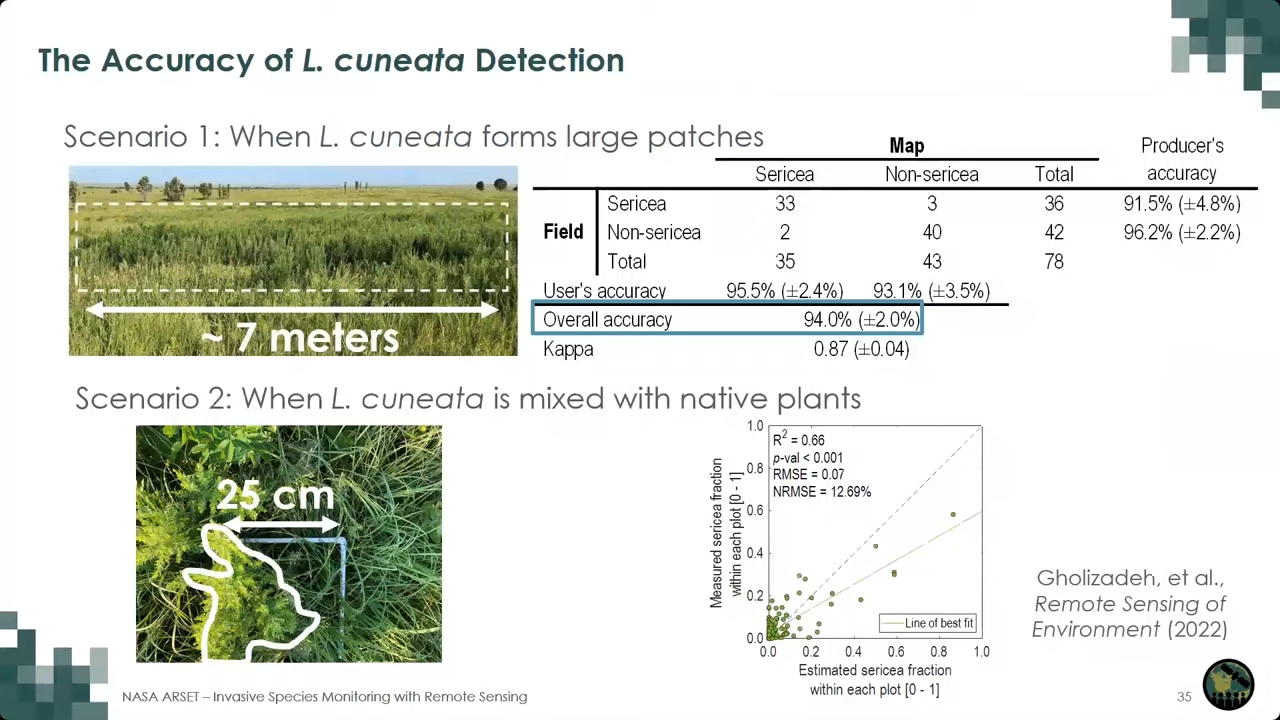 The Accuracy of L. cuneata Detection
Scenario 1: When L. cuneata forms large patches
~ 7 meters
Map
Producer's
accuracy
Sericea Non-sericea Total
Field
Sericea 33 3 36 91.5% (±4.8%)
Non-sericea 2 40 42 96.2% (±2.2%)
Total 35 43 78
User's accuracy 95.5% (±2.4%) 93.1% (±3.5%)
Overall accuracy 94.0% (±2.0%)
Kappa 0.87 (±0.04)
Scenario 2: When L. cuneata is mixed with native plants
25 cm
Measured sericea fraction
within each plot [0 - 1]
1.0
0.8
0.6
0.4
0.2
0.0
R² = 0.66
p-val < 0.001
RMSE = 0.07
NRMSE = 12.69%
Line of best fit
0.0 0.2 0.4 0.6 0.8 1.0
Estimated sericea fraction
within each plot [0 - 1]
Gholizadeh, et al.,
Remote Sensing of
Environment (2022)
NASA ARSET – Invasive Species Monitoring with Remote Sensing
35